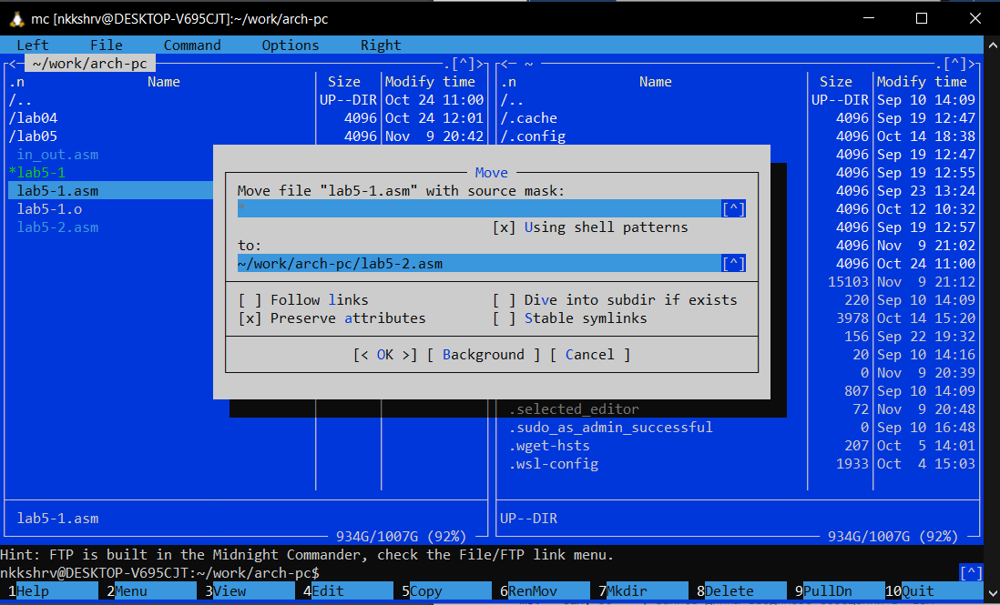 mc [nkkshrv@DESKTOP-V695CJT]:~/work/arch-pc
Left File Command Options Right
<─ ~/work/arch-pc .[^]> <─ ~ .[^]>
.n Name Size Modify time .n Name Size Modify time
/.. UP--DIR Oct 24 11:00 /.. UP--DIR Sep 10 14:09
/lab04 4096 Oct 24 12:01 /.cache 4096 Sep 19 12:47
/lab05 4096 Nov 9 20:42 /.config 4096 Oct 14 18:38
in_out.asm 4096 Sep 19 12:47
*lab5-1 Move 4096 Sep 19 12:55
lab5-1.asm Move file "lab5-1.asm" with source mask: 4096 Sep 23 13:24
lab5-1.o * [^] 4096 Oct 12 10:32
lab5-2.asm [x] Using shell patterns 4096 Sep 19 12:57
to: 4096 Nov 9 21:02
~/work/arch-pc/lab5-2.asm [^] 4096 Oct 24 11:00
15103 Nov 9 21:12
[ ] Follow links [ ] Dive into subdir if exists 220 Sep 10 14:09
[x] Preserve attributes [ ] Stable symlinks 3978 Oct 14 15:20
156 Sep 22 19:32
[< OK >] [ Background ] [ Cancel ] 20 Sep 10 14:16
0 Nov 9 20:39
807 Sep 10 14:09
.selected_editor 72 Nov 9 20:48
.sudo_as_admin_successful 0 Sep 10 16:48
.wget-hsts 207 Oct 5 14:01
.wsl-config 1933 Oct 4 15:03
lab5-1.asm UP--DIR
934G/1007G (92%) 934G/1007G (92%)
Hint: FTP is built in the Midnight Commander, check the File/FTP link menu.
nkkshrv@DESKTOP-V695CJT:~/work/arch-pc$ [^]
1Help 2Menu 3View 4Edit 5Copy 6RenMov 7Mkdir 8Delete 9PullDn 10Quit